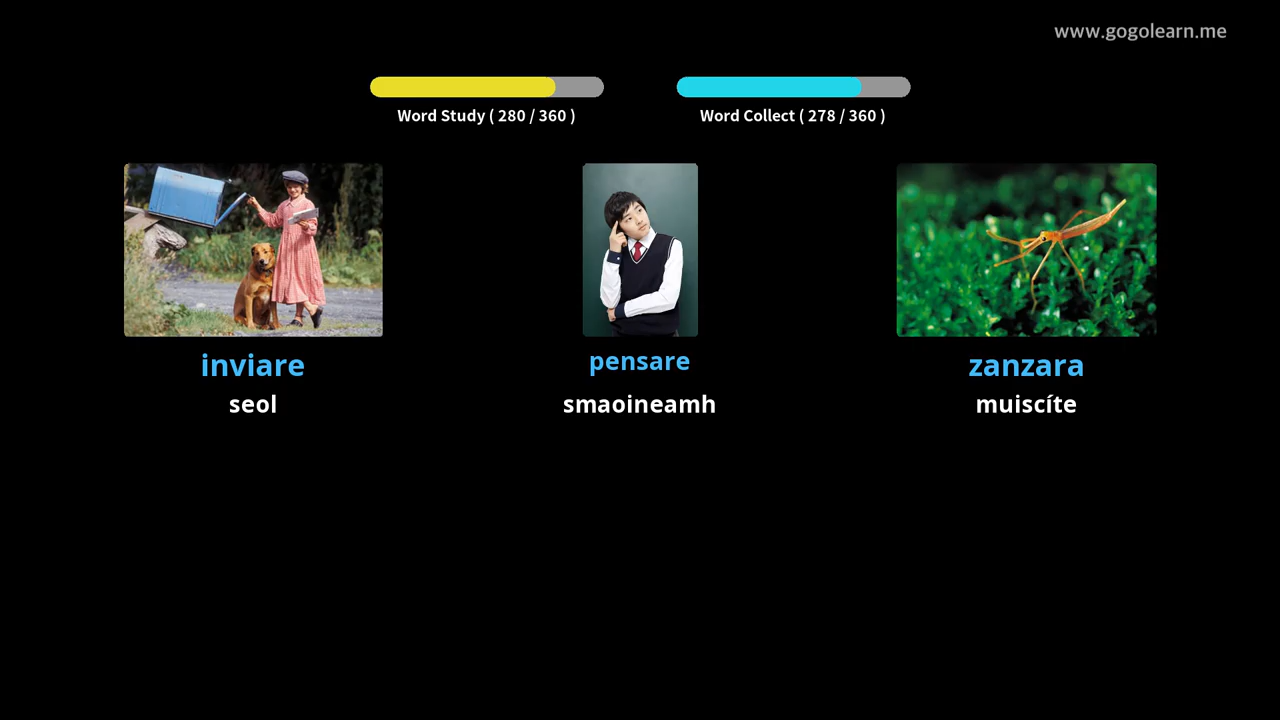 www.gogolearn.me
Word Study ( 280 / 360 )
Word Collect ( 278 / 360 )
inviare
pensare
zanzara
seol
smaoineamh
muiscíte